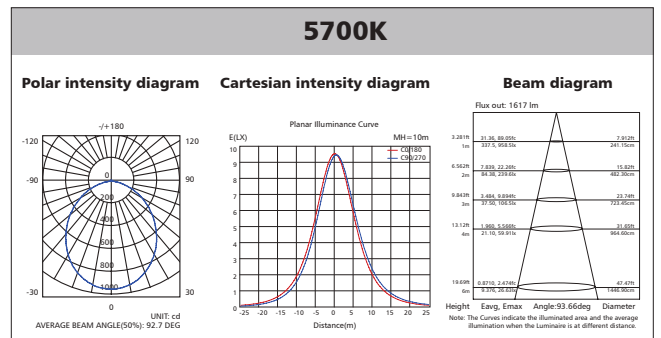 5700K
Polar intensity diagram
-/+180
-120
120
-90
90
-30
30
0
0
200
400
600
800
1000
UNIT: cd
AVERAGE BEAM ANGLE(50%): 92.7 DEG
Cartesian intensity diagram
Planar Illuminance Curve
E(LX)
MH=10m
C0/180
C90/270
10
9
8
7
6
5
4
3
2
1
0
-25 -20 -15 -10 -5 0 5 10 15 20 25
Distance(m)
Beam diagram
Flux out: 1617 lm
3.281ft 31.36, 89.05fc 7.912ft
1m 337.5, 958.5lx 241.15cm
6.562ft 7.839, 22.26fc 15.82ft
2m 84.38, 239.6lx 482.30cm
9.843ft 3.484, 9.894fc 23.74ft
3m 37.50, 106.5lx 723.45cm
13.12ft 1.960, 5.566fc 31.65ft
4m 21.10, 59.91lx 964.60cm
19.69ft 0.8710, 2.474fc 47.47ft
6m 9.376, 26.63lx 1446.90cm
Height Eavg, Emax Angle:93.66deg Diameter
Note: The Curves indicate the illuminated area and the average
illumination when the Luminaire is at different distance.